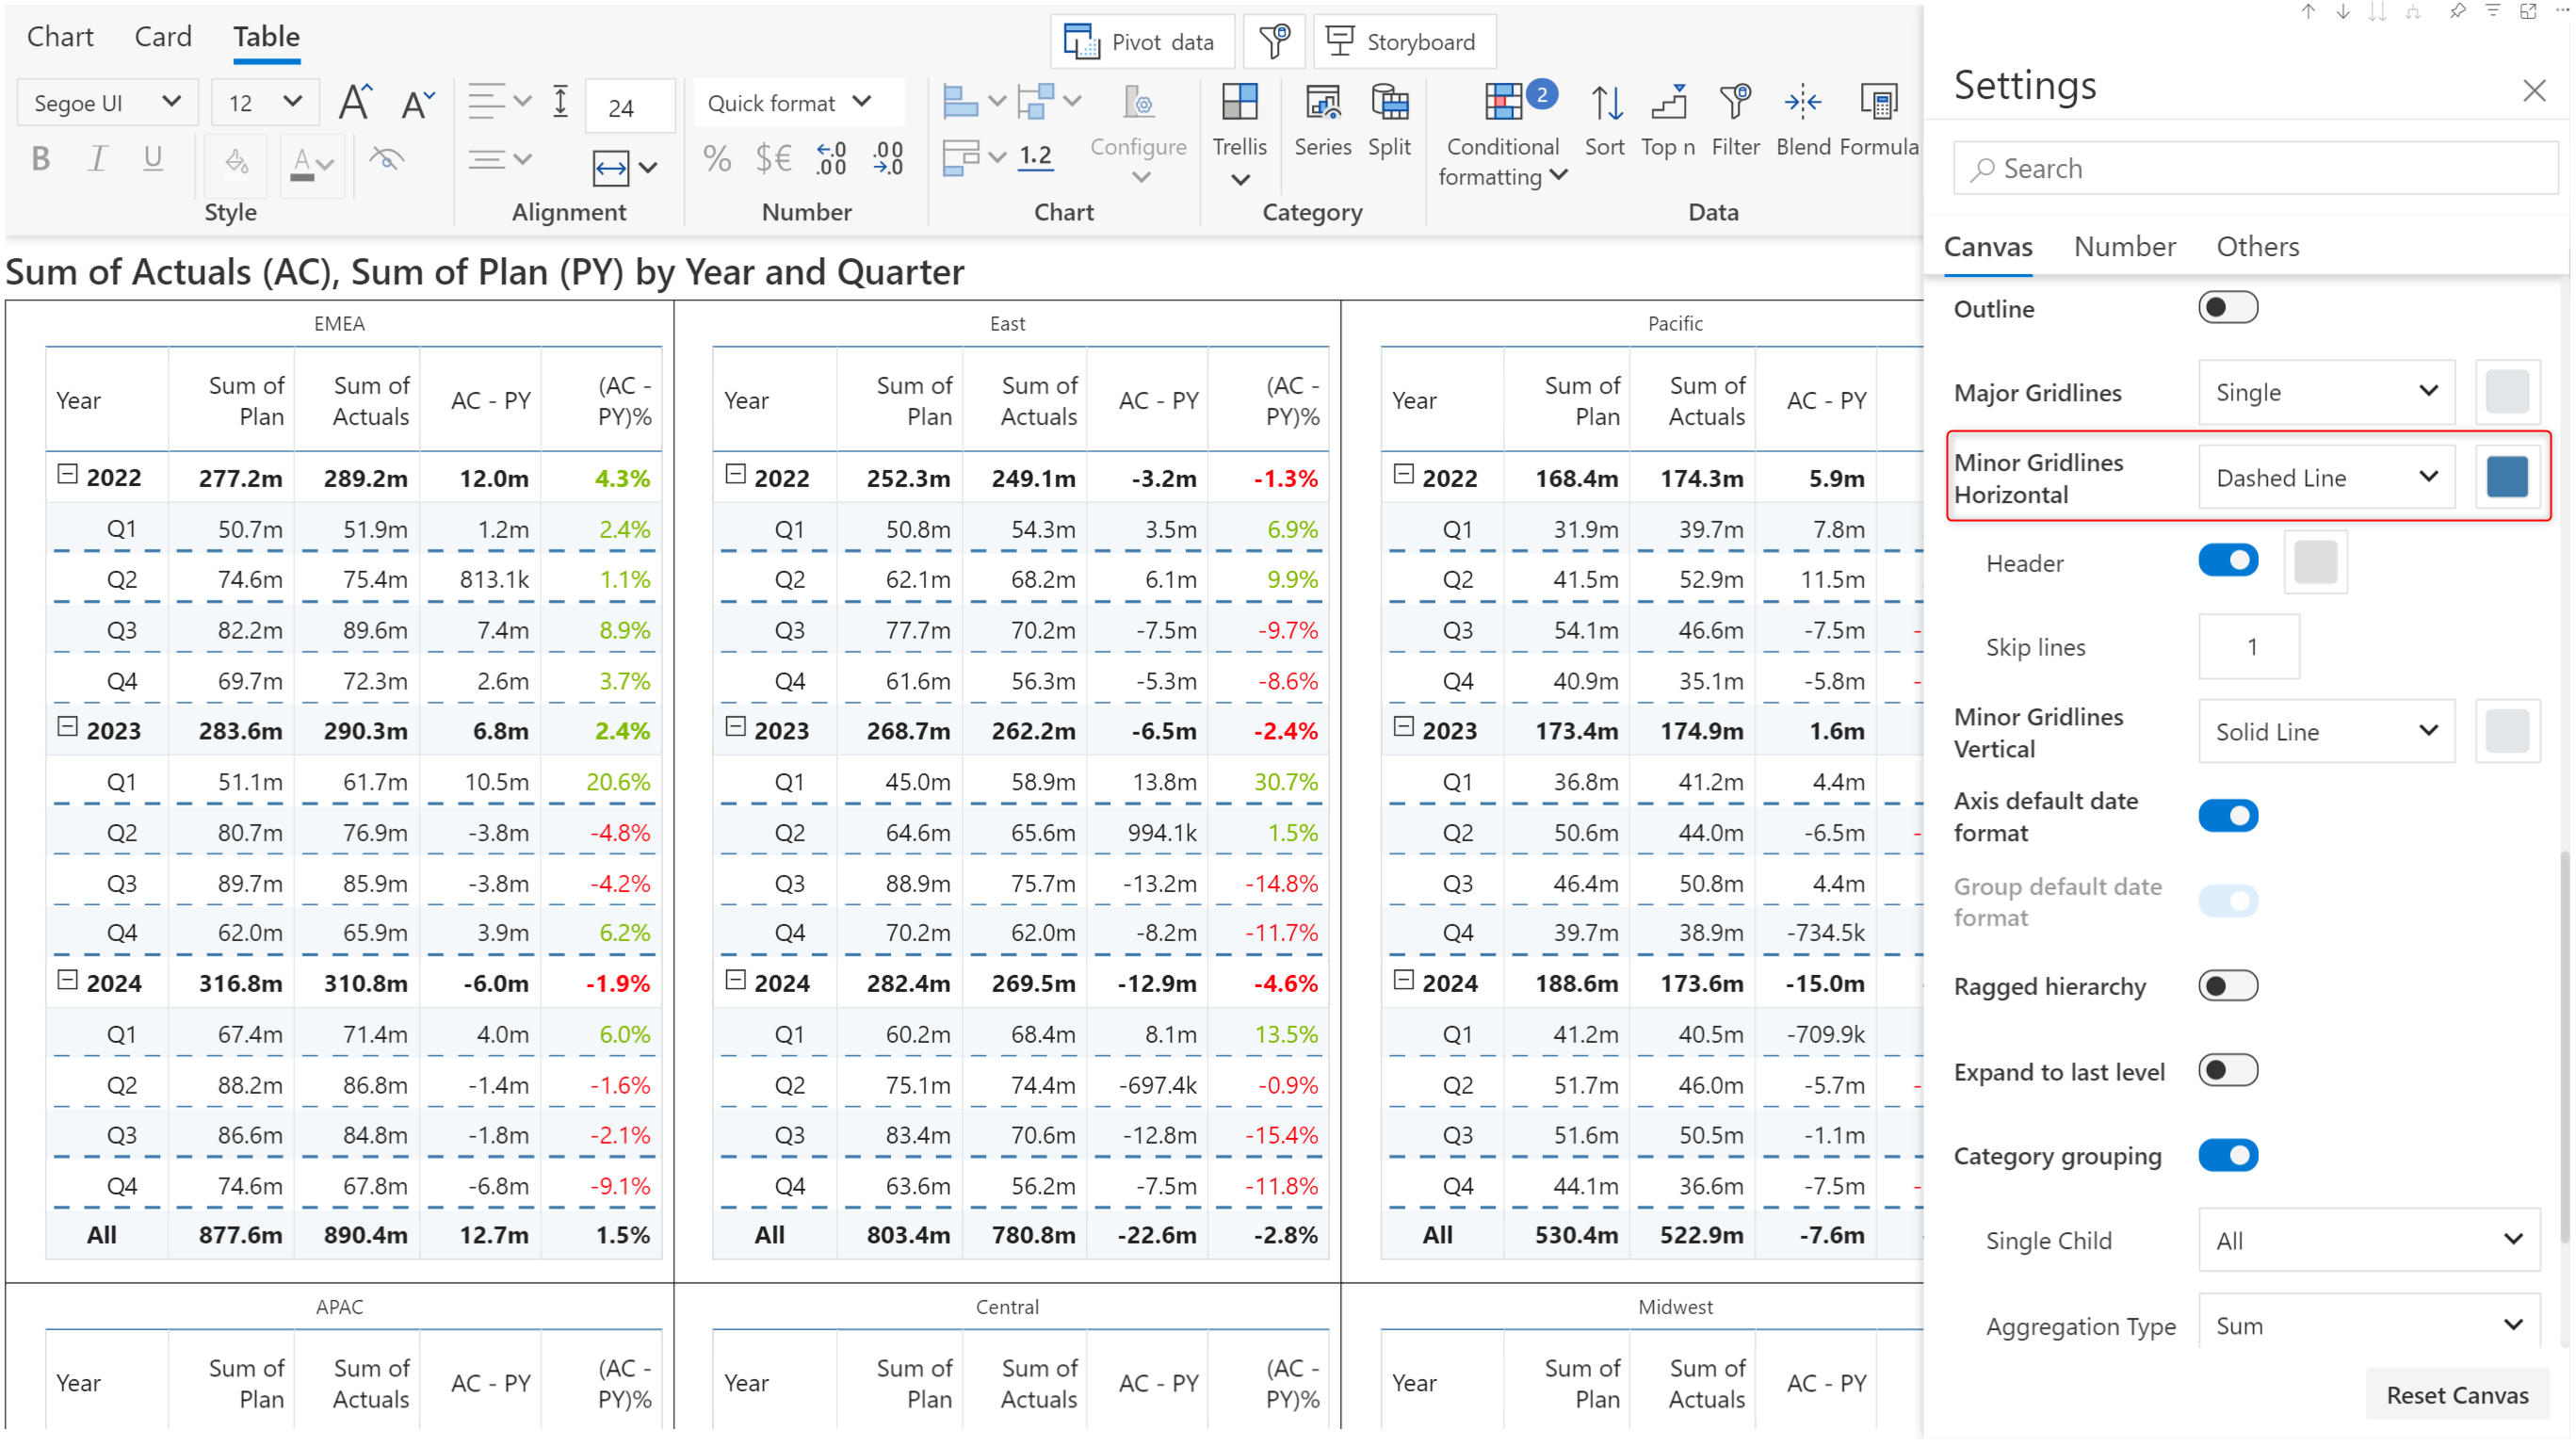 Chart Card Table
Pivot data Storyboard
Segoe UI 12 A A 24 Quick format 2
B I U A % $€ .0 .00 .00 .0 1.2 Configure Trellis Series Split Conditional formatting Sort Top n Filter Blend Formula
Style Alignment Number Chart Category Data
Sum of Actuals (AC), Sum of Plan (PY) by Year and Quarter
EMEA
Year Sum of Plan Sum of Actuals AC - PY (AC - PY)%
2022 277.2m 289.2m 12.0m 4.3%
Q1 50.7m 51.9m 1.2m 2.4%
Q2 74.6m 75.4m 813.1k 1.1%
Q3 82.2m 89.6m 7.4m 8.9%
Q4 69.7m 72.3m 2.6m 3.7%
2023 283.6m 290.3m 6.8m 2.4%
Q1 51.1m 61.7m 10.5m 20.6%
Q2 80.7m 76.9m -3.8m -4.8%
Q3 89.7m 85.9m -3.8m -4.2%
Q4 62.0m 65.9m 3.9m 6.2%
2024 316.8m 310.8m -6.0m -1.9%
Q1 67.4m 71.4m 4.0m 6.0%
Q2 88.2m 86.8m -1.4m -1.6%
Q3 86.6m 84.8m -1.8m -2.1%
Q4 74.6m 67.8m -6.8m -9.1%
All 877.6m 890.4m 12.7m 1.5%
East
Year Sum of Plan Sum of Actuals AC - PY (AC - PY)%
2022 252.3m 249.1m -3.2m -1.3%
Q1 50.8m 54.3m 3.5m 6.9%
Q2 62.1m 68.2m 6.1m 9.9%
Q3 77.7m 70.2m -7.5m -9.7%
Q4 61.6m 56.3m -5.3m -8.6%
2023 268.7m 262.2m -6.5m -2.4%
Q1 45.0m 58.9m 13.8m 30.7%
Q2 64.6m 65.6m 994.1k 1.5%
Q3 88.9m 75.7m -13.2m -14.8%
Q4 70.2m 62.0m -8.2m -11.7%
2024 282.4m 269.5m -12.9m -4.6%
Q1 60.2m 68.4m 8.1m 13.5%
Q2 75.1m 74.4m -697.4k -0.9%
Q3 83.4m 70.6m -12.8m -15.4%
Q4 63.6m 56.2m -7.5m -11.8%
All 803.4m 780.8m -22.6m -2.8%
Pacific
Year Sum of Plan Sum of Actuals AC - PY
2022 168.4m 174.3m 5.9m
Q1 31.9m 39.7m 7.8m
Q2 41.5m 52.9m 11.5m
Q3 54.1m 46.6m -7.5m
Q4 40.9m 35.1m -5.8m
2023 173.4m 174.9m 1.6m
Q1 36.8m 41.2m 4.4m
Q2 50.6m 44.0m -6.5m
Q3 46.4m 50.8m 4.4m
Q4 39.7m 38.9m -734.5k
2024 188.6m 173.6m -15.0m
Q1 41.2m 40.5m -709.9k
Q2 51.7m 46.0m -5.7m
Q3 51.6m 50.5m -1.1m
Q4 44.1m 36.6m -7.5m
All 530.4m 522.9m -7.6m
APAC
Year Sum of Plan Sum of Actuals AC - PY (AC - PY)%
Central
Year Sum of Plan Sum of Actuals AC - PY (AC - PY)%
Midwest
Year Sum of Plan Sum of Actuals AC - PY
Settings
Search
Canvas Number Others
Outline
Major Gridlines Single
Minor Gridlines Horizontal Dashed Line
Header
Skip lines 1
Minor Gridlines Vertical Solid Line
Axis default date format
Group default date format
Ragged hierarchy
Expand to last level
Category grouping
Single Child All
Aggregation Type Sum
Reset Canvas